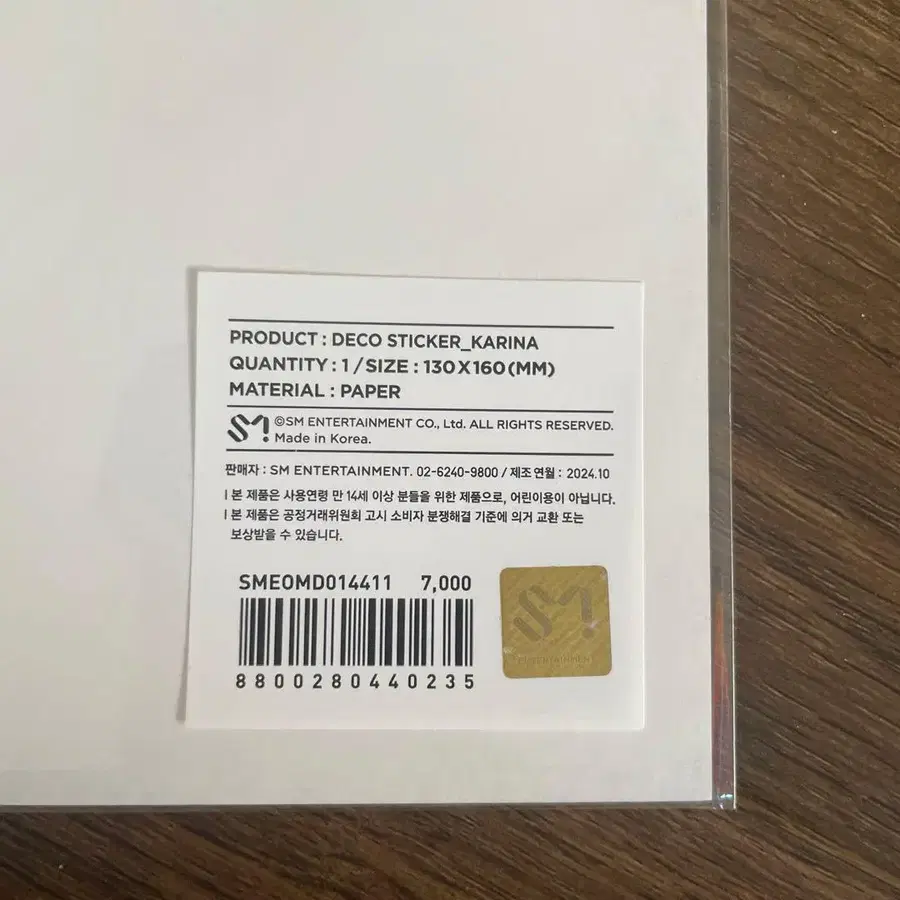 PRODUCT : DECO STICKER_KARINA
QUANTITY : 1 / SIZE : 130X160(MM)
MATERIAL : PAPER
SM ©SM ENTERTAINMENT CO., Ltd. ALL RIGHTS RESERVED.
Made in Korea.
판매자 : SM ENTERTAINMENT. 02-6240-9800 / 제조 연월 : 2024.10
| 본 제품은 사용연령 만 14세 이상 분들을 위한 제품으로, 어린이용이 아닙니다.
| 본 제품은 공정거래위원회 고시 소비자 분쟁해결 기준에 의거 교환 또는
보상받을 수 있습니다.
SMEOMD014411 7,000
8800280440235
SM
ENTERTAINMENT